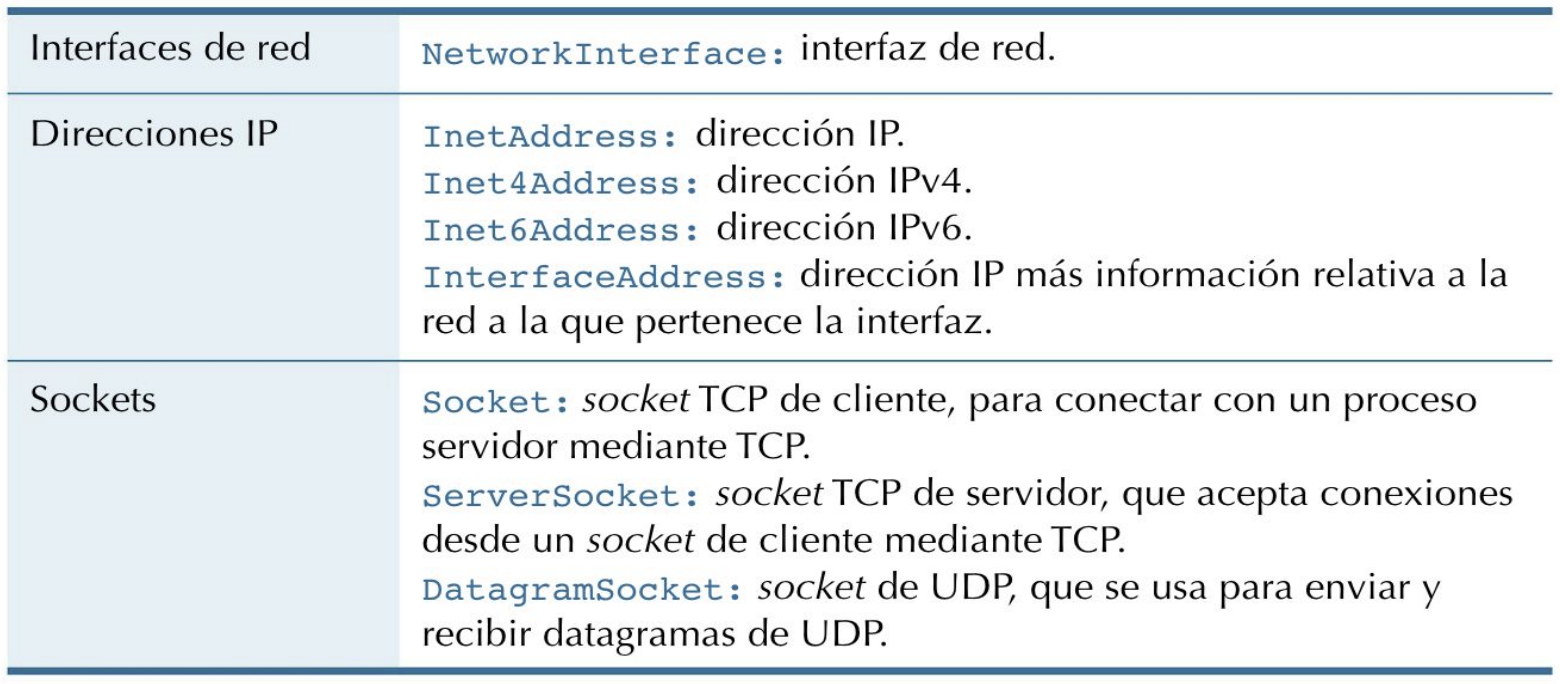 Interfaces de red
NetworkInterface: interfaz de red.
Direcciones IP
InetAddress: dirección IP.
Inet4Address: dirección IPv4.
Inet6Address: dirección IPv6.
InterfaceAddress: dirección IP más información relativa a la
red a la que pertenece la interfaz.
Sockets
Socket: socket TCP de cliente, para conectar con un proceso
servidor mediante TCP.
ServerSocket: socket TCP de servidor, que acepta conexiones
desde un socket de cliente mediante TCP.
DatagramSocket: socket de UDP, que se usa para enviar y
recibir datagramas de UDP.